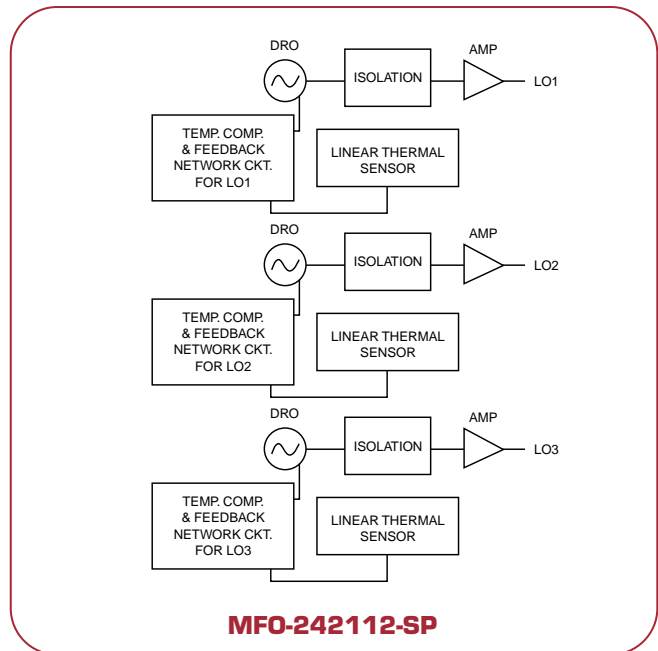 DRO
AMP
ISOLATION
LO1
TEMP. COMP.
& FEEDBACK
NETWORK CKT.
FOR LO1
LINEAR THERMAL
SENSOR
DRO
AMP
ISOLATION
LO2
TEMP. COMP.
& FEEDBACK
NETWORK CKT.
FOR LO2
LINEAR THERMAL
SENSOR
DRO
AMP
ISOLATION
LO3
TEMP. COMP.
& FEEDBACK
NETWORK CKT.
FOR LO3
LINEAR THERMAL
SENSOR
MFO-242112-SP